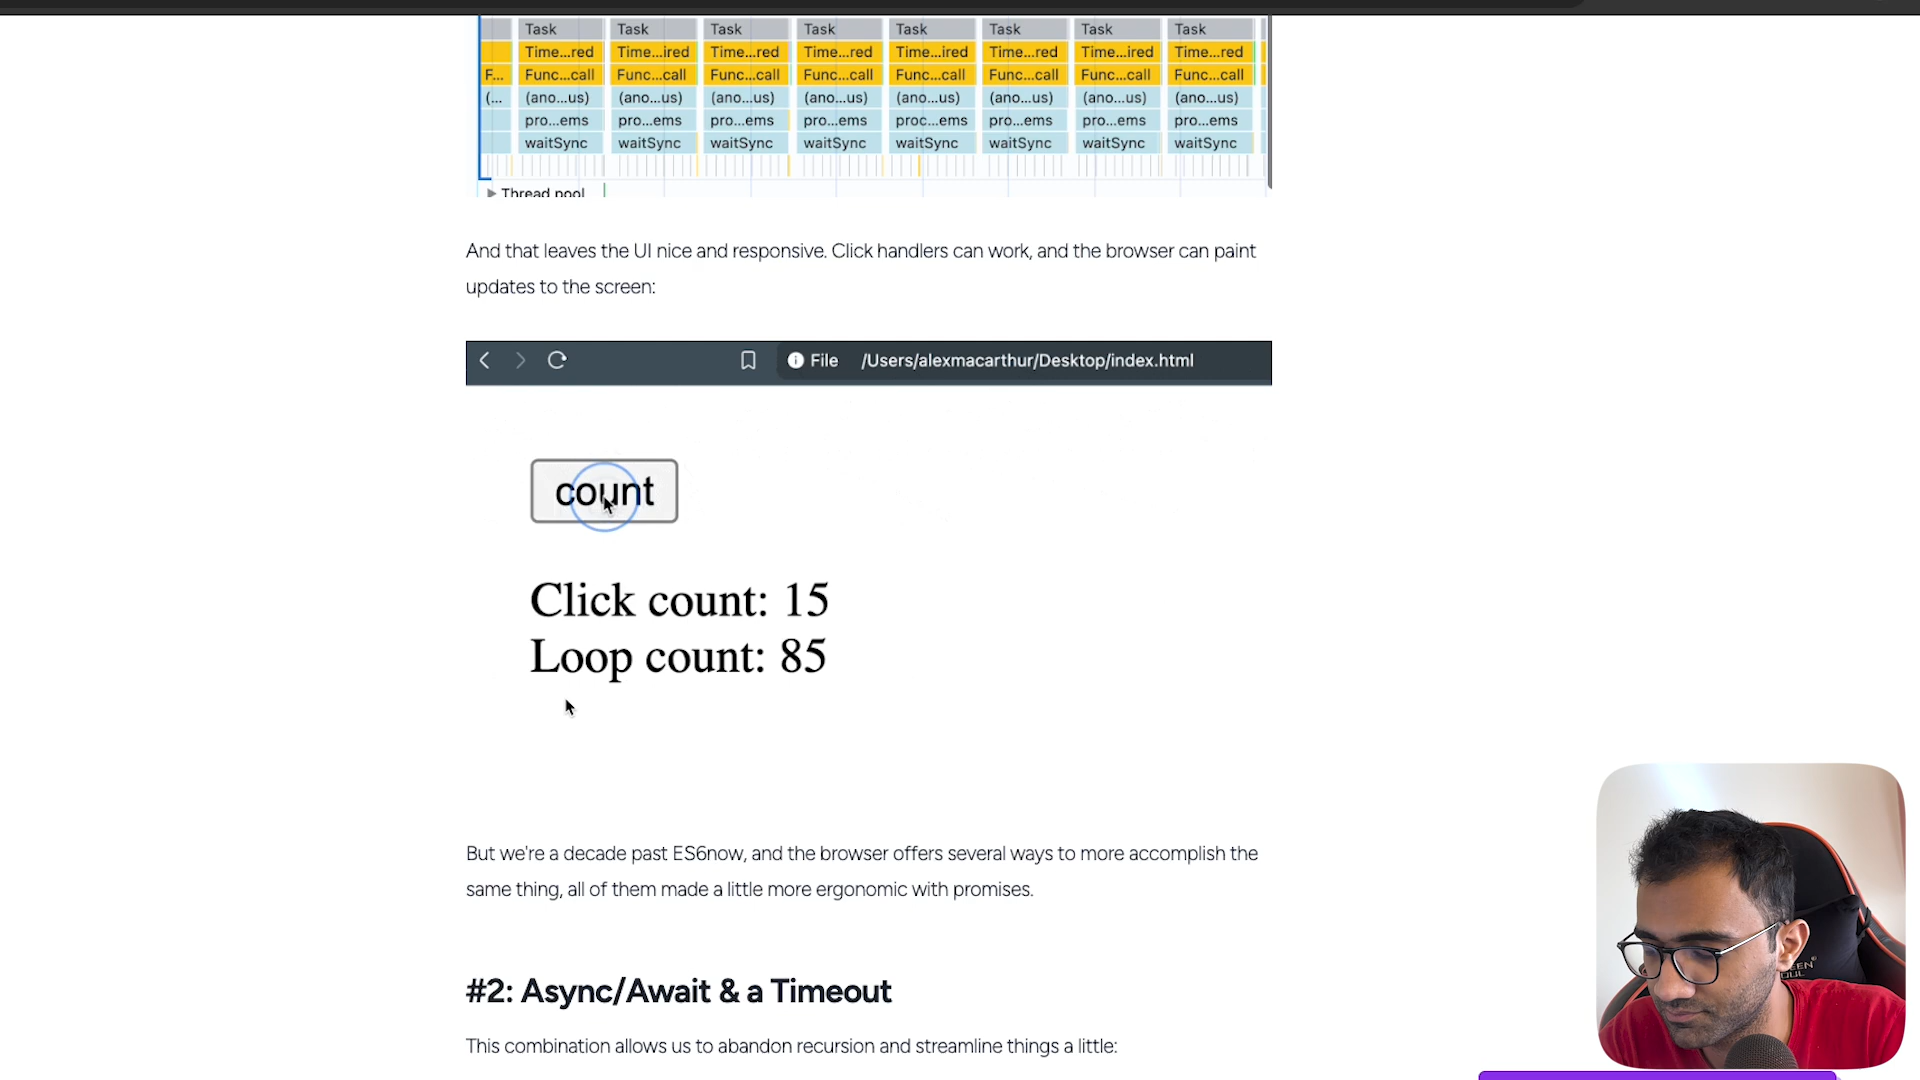 Task Task Task Task Task Task Task Task
Time...red Time...ired Time...red Time...red Time...ired Time...red Time...ired Time...red
F... Func...call Func...call Func...call Func...call Func...call Func...call Func...call Func...call
(... (ano...us) (ano...us) (ano...us) (ano...us) (ano...us) (ano...us) (ano...us) (ano...us)
pro...ems pro...ems pro...ems pro...ems proc...ems pro...ems pro...ems pro...ems
waitSync waitSync waitSync waitSync waitSync waitSync waitSync waitSync
Thread pool
And that leaves the UI nice and responsive. Click handlers can work, and the browser can paint
updates to the screen:
File /Users/alexmacarthur/Desktop/index.html
count
Click count: 15
Loop count: 85
But we're a decade past ES6now, and the browser offers several ways to more accomplish the
same thing, all of them made a little more ergonomic with promises.
#2: Async/Await & a Timeout
This combination allows us to abandon recursion and streamline things a little: